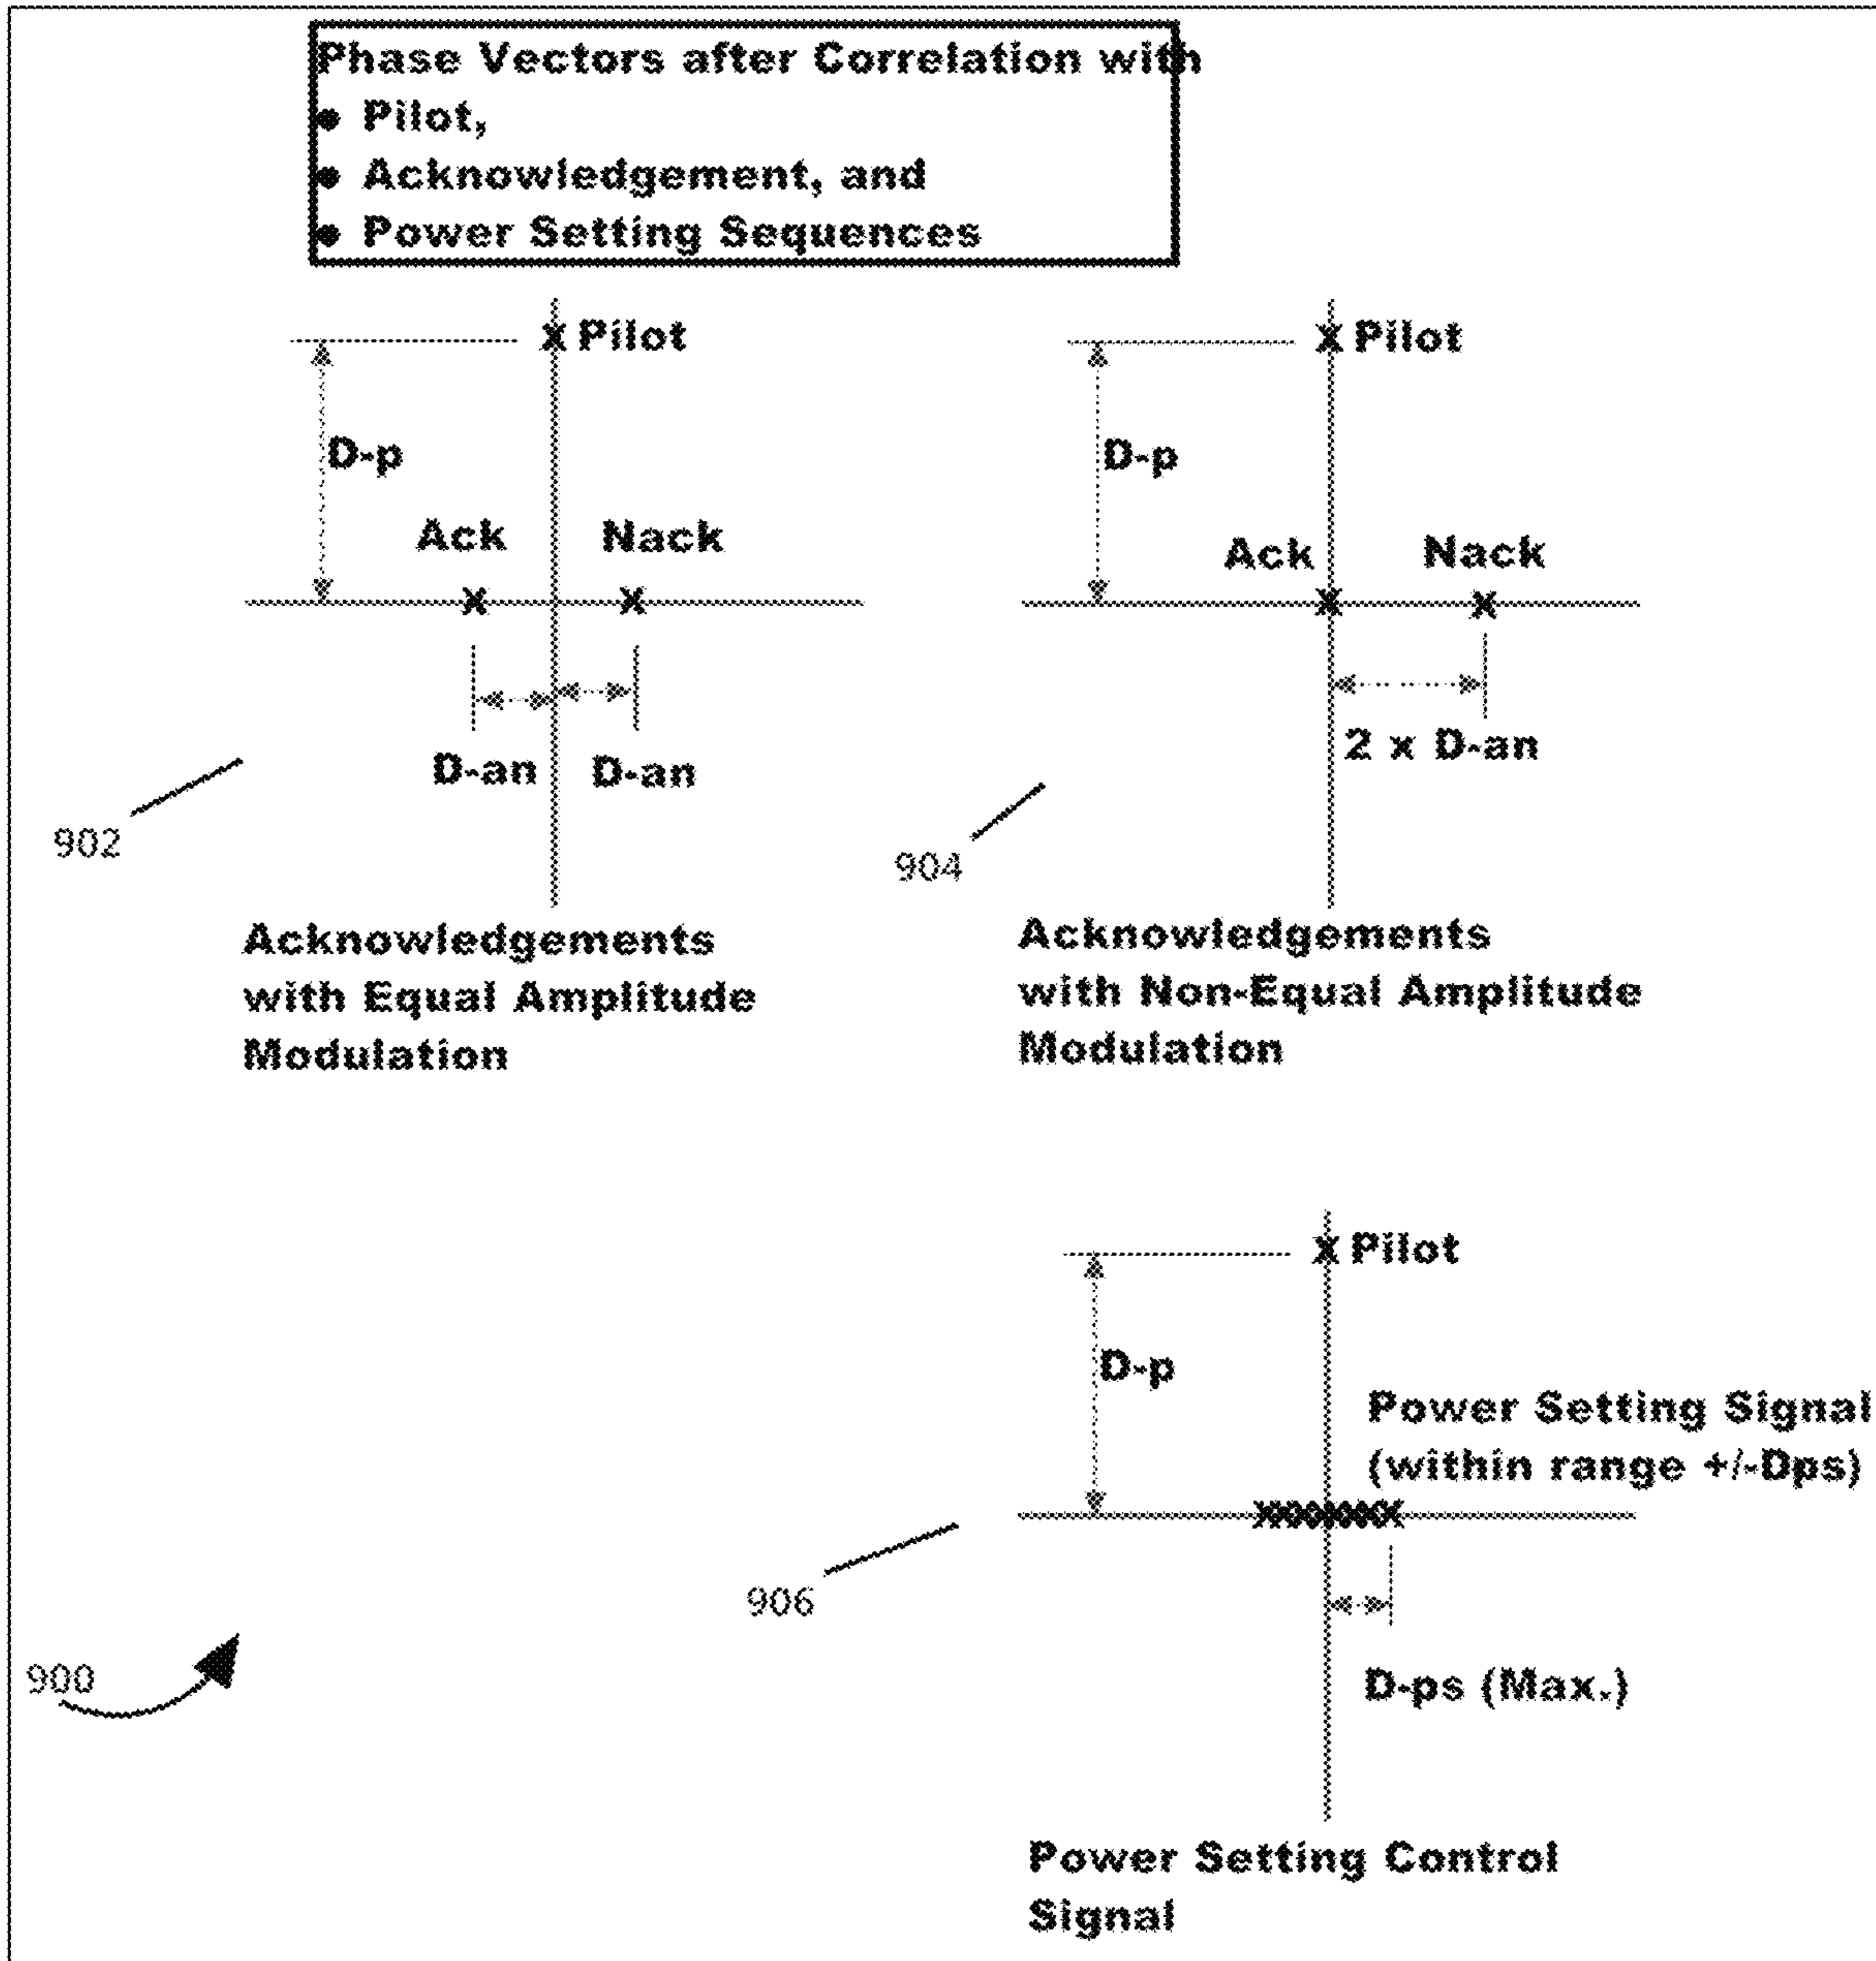 Phase Vectors after Correlation with
• Pilot,
• Acknowledgement, and
• Power Setting Sequences
x Pilot
D-p
Ack
Nack
x
x
D-an
D-an
902
Acknowledgements
with Equal Amplitude
Modulation
x Pilot
D-p
Ack
Nack
x
x
2 x D-an
904
Acknowledgements
with Non-Equal Amplitude
Modulation
x Pilot
D-p
Power Setting Signal
(within range +/-Dps)
906
D-ps (Max.)
900
Power Setting Control
Signal